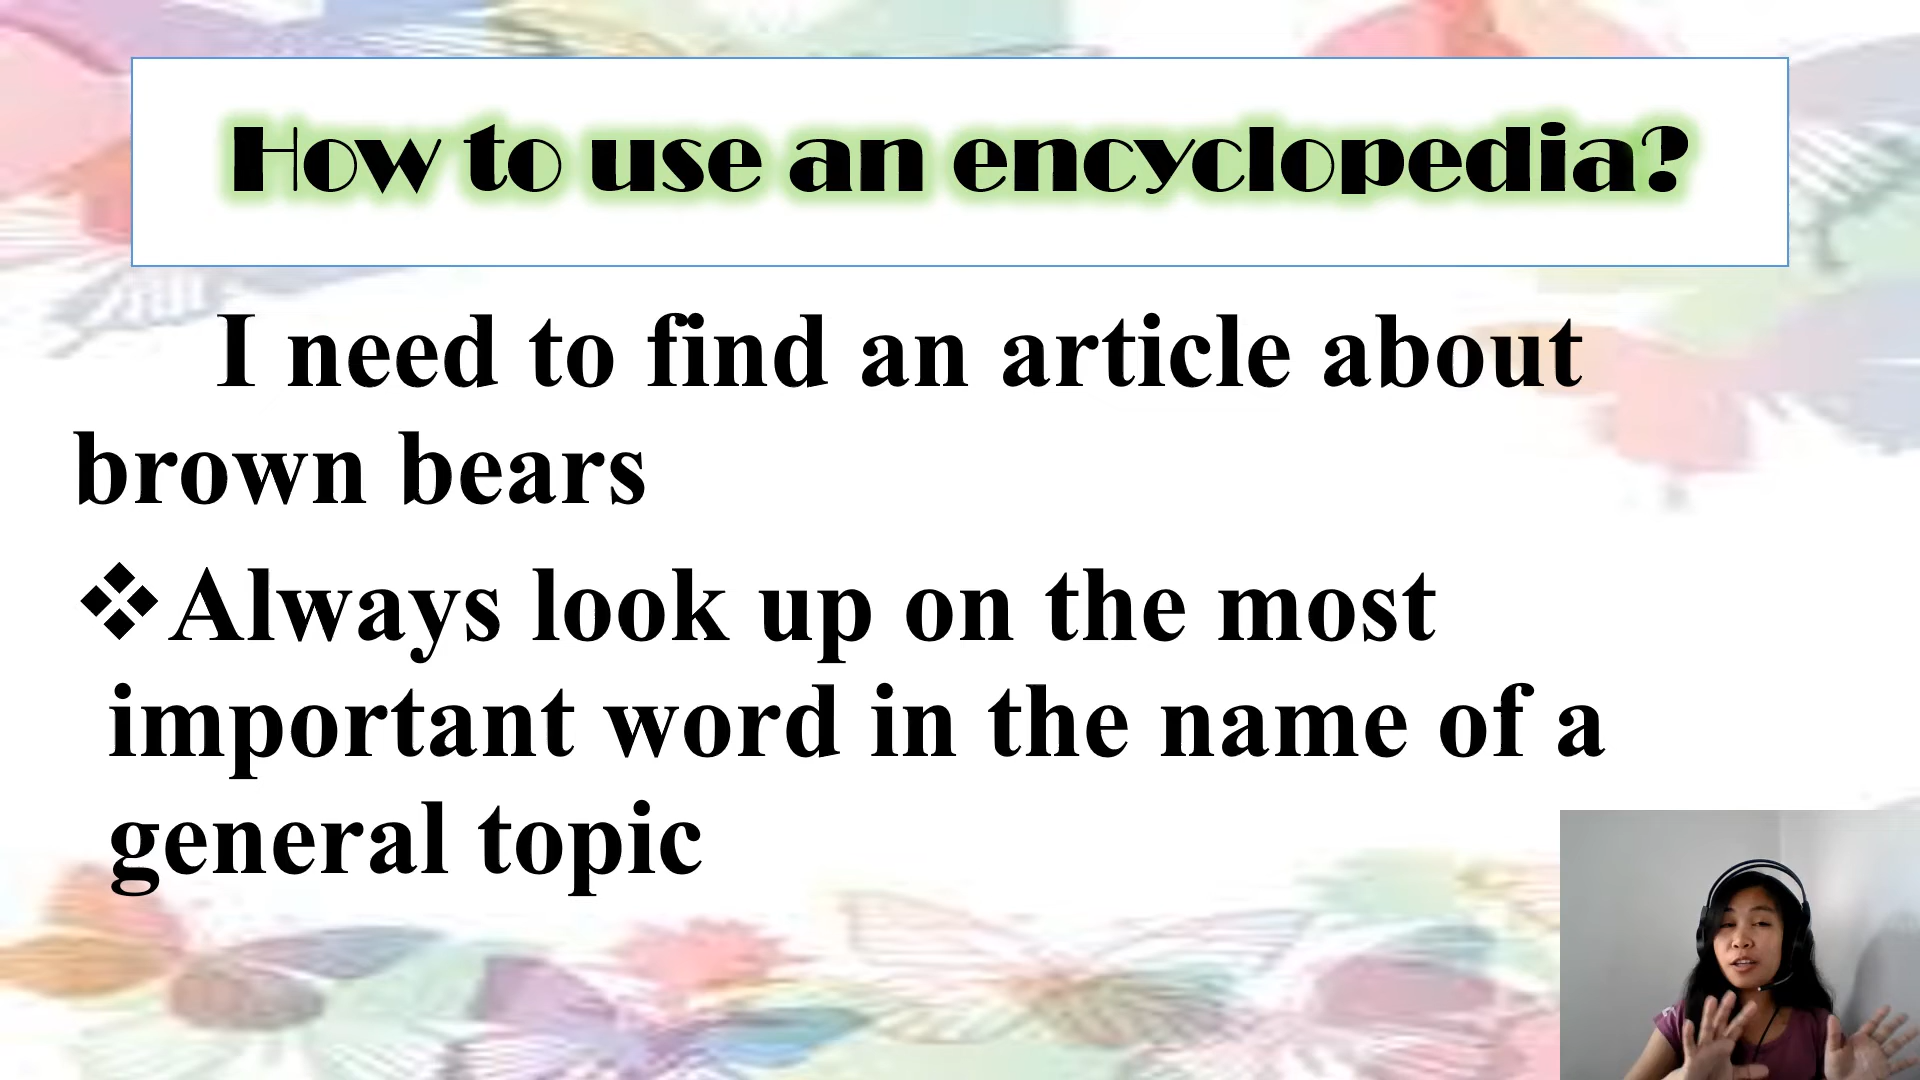 How to use an encyclopedia?
I need to find an article about
brown bears
❖Always look up on the most
important word in the name of a
general topic